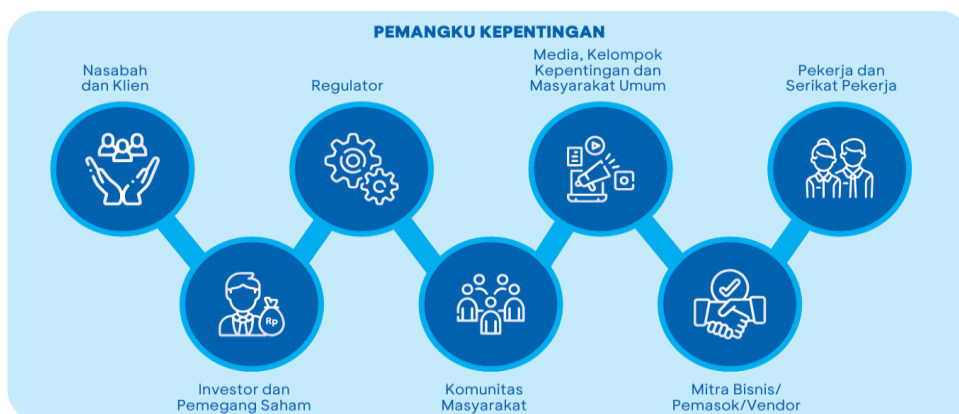 PEMANGKU KEPENTINGAN
Nasabah
dan Klien
Regulator
Media, Kelompok
Kepentingan dan
Masyarakat Umum
Pekerja dan
Serikat Pekerja
Rp
Investor dan
Pemegang Saham
Komunitas
Masyarakat
Mitra Bisnis/
Pemasok/Vendor